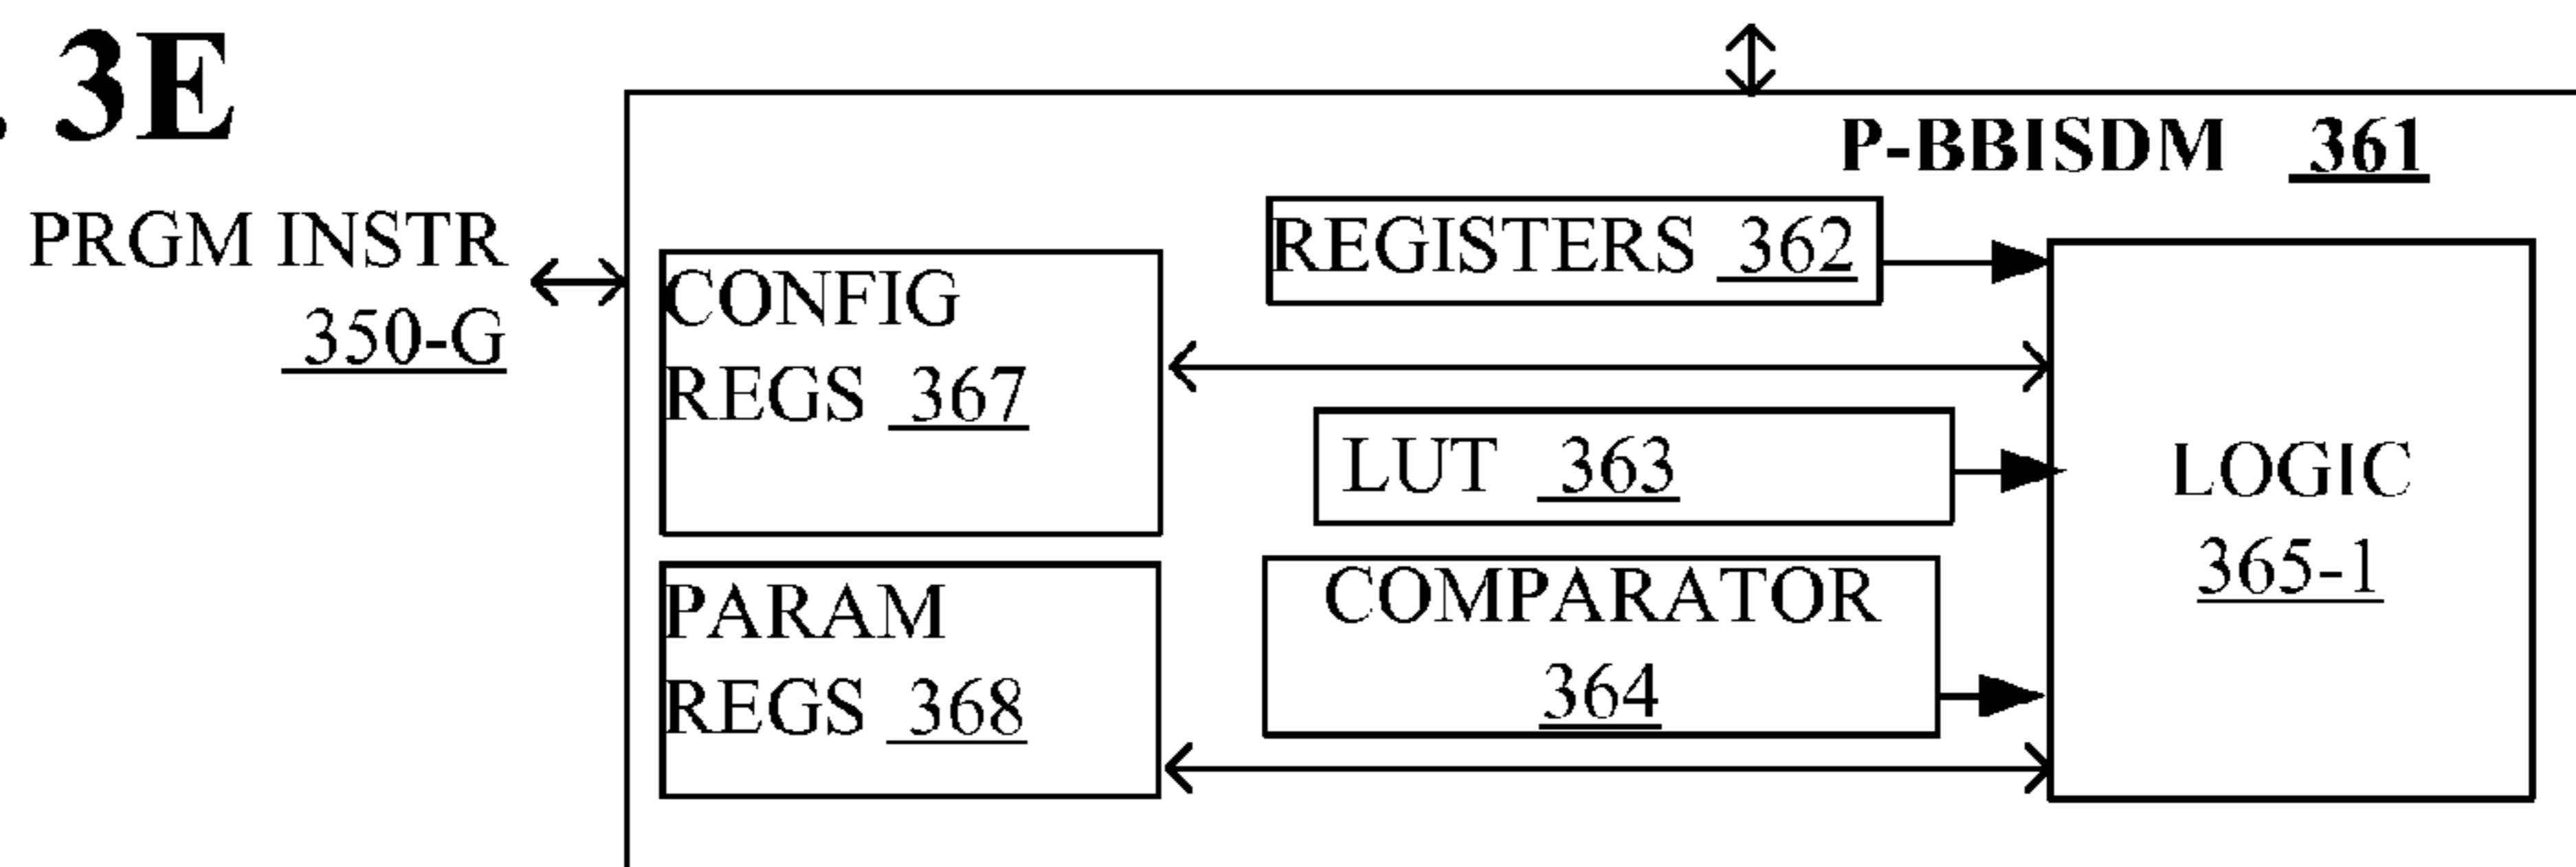 . 3E
P-BBISDM 361
PRGM INSTR
350-G
REGISTERS 362
CONFIG
REGS 367
LUT 363
LOGIC
365-1
COMPARATOR
364
PARAM
REGS 368